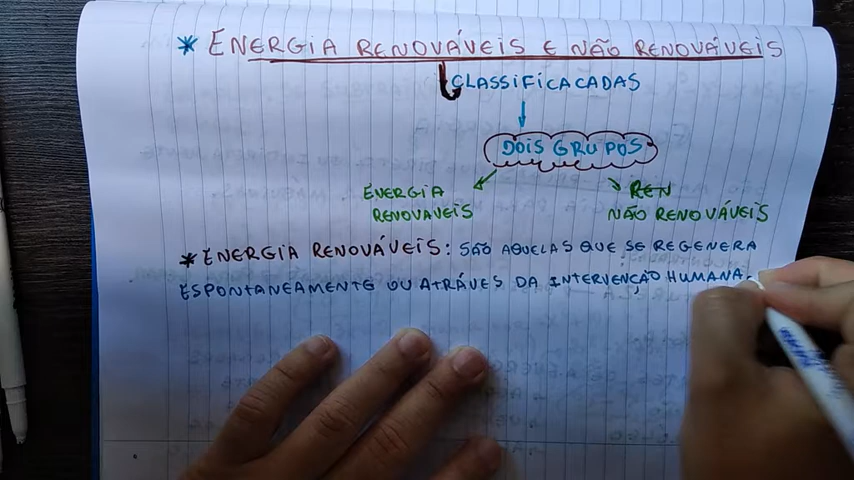 * ENERGIA RENOVÁVEIS E NÃO RENOVÁVEIS
CLASSIFICACADAS
DOIS GRUPOS
ENERGIA
RENOVAVEIS
REN
NÃO RENOVÁVEIS
* ENERGIA RENOVÁVEIS: SÃO AQUELAS QUE SE REGENERA
ESPONTANEAMENTE OU ATRÁVES DA INTERVENÇÃO HUMANA.